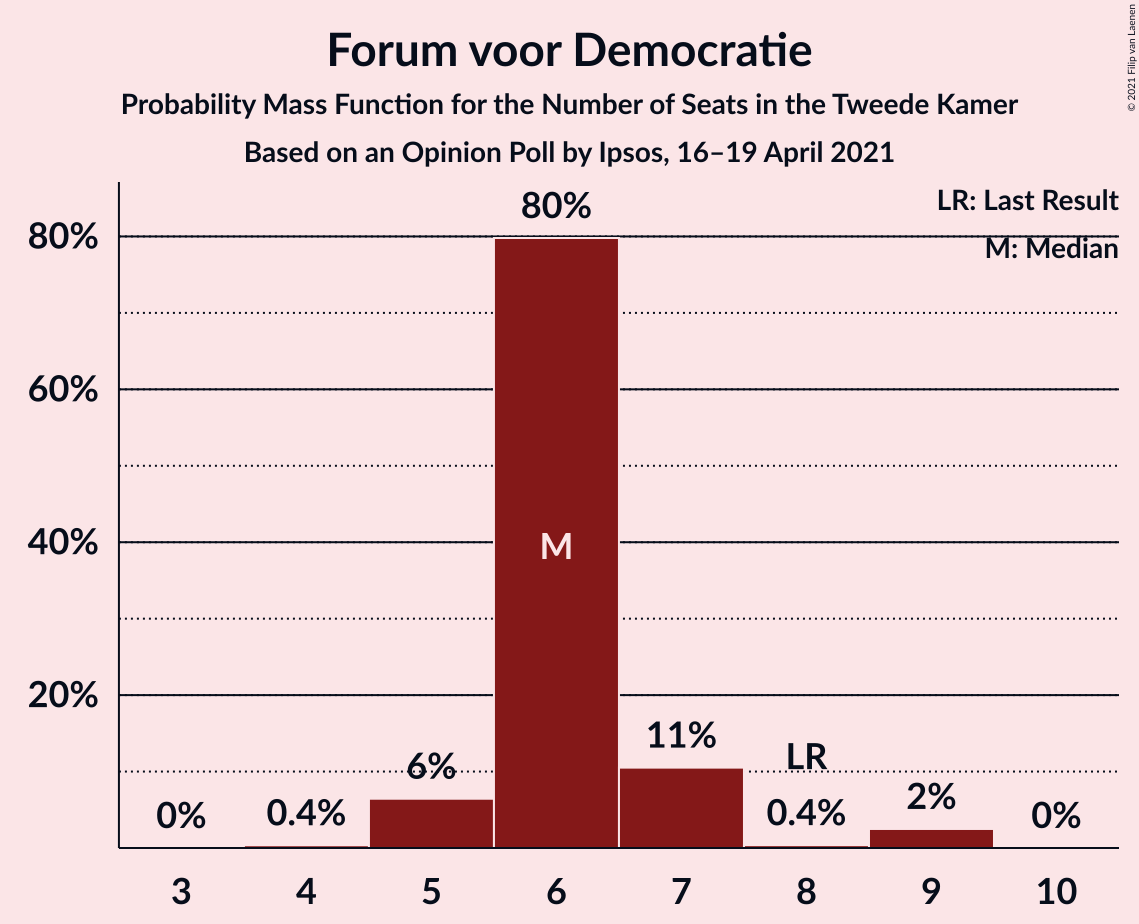 Forum voor Democratie
Probability Mass Function for the Number of Seats in the Tweede Kamer
Based on an Opinion Poll by Ipsos, 16–19 April 2021
© 2021 Filip van Laenen
LR: Last Result
M: Median
80%
60%
40%
20%
0%
0.4%
6%
80%
M
11%
LR
0.4%
2%
0%
3 4 5 6 7 8 9 10